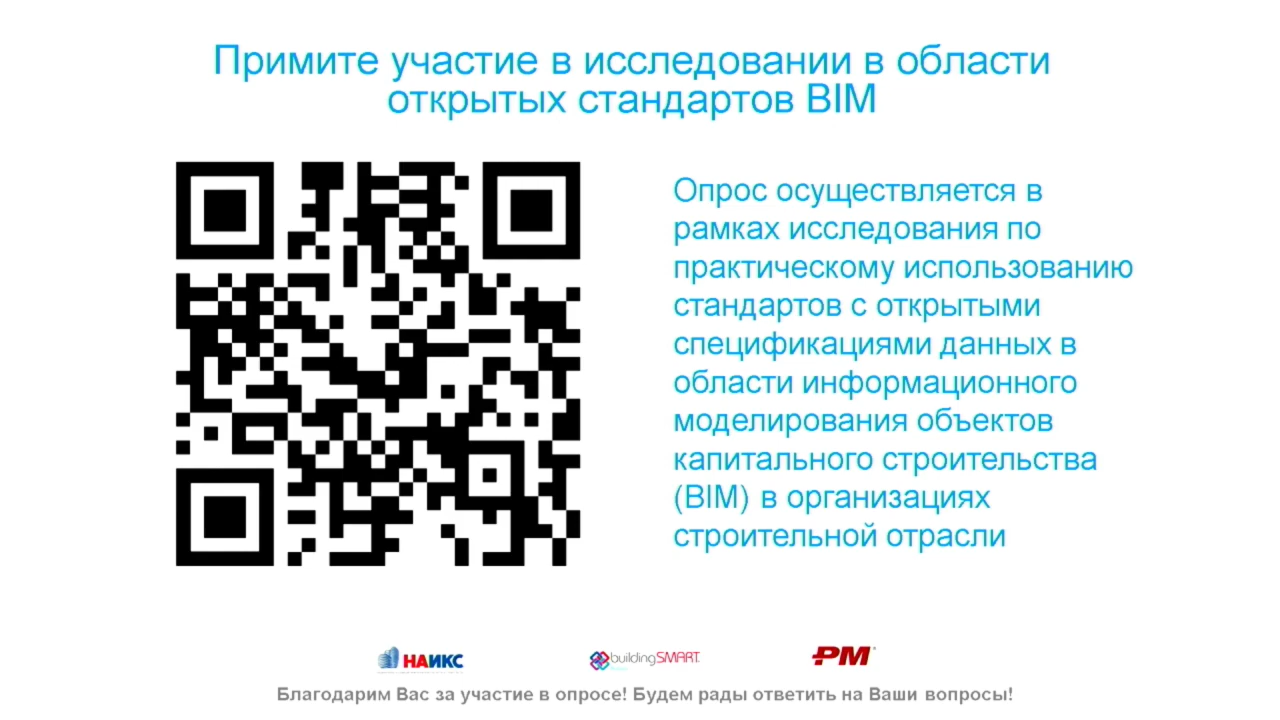 Примите участие в исследовании в области
открытых стандартов BIM
Опрос осуществляется в
рамках исследования по
практическому использованию
стандартов с открытыми
спецификациями данных в
области информационного
моделирования объектов
капитального строительства
(BIM) в организациях
строительной отрасли
НАИКС
buildingSMART
PM
Благодарим Вас за участие в опросе! Будем рады ответить на Ваши вопросы!